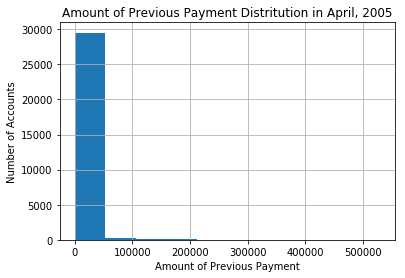 Amount of Previous Payment Distritution in April, 2005
30000
25000
20000
15000
10000
5000
0
Number of Accounts
0 100000 200000 300000 400000 500000
Amount of Previous Payment